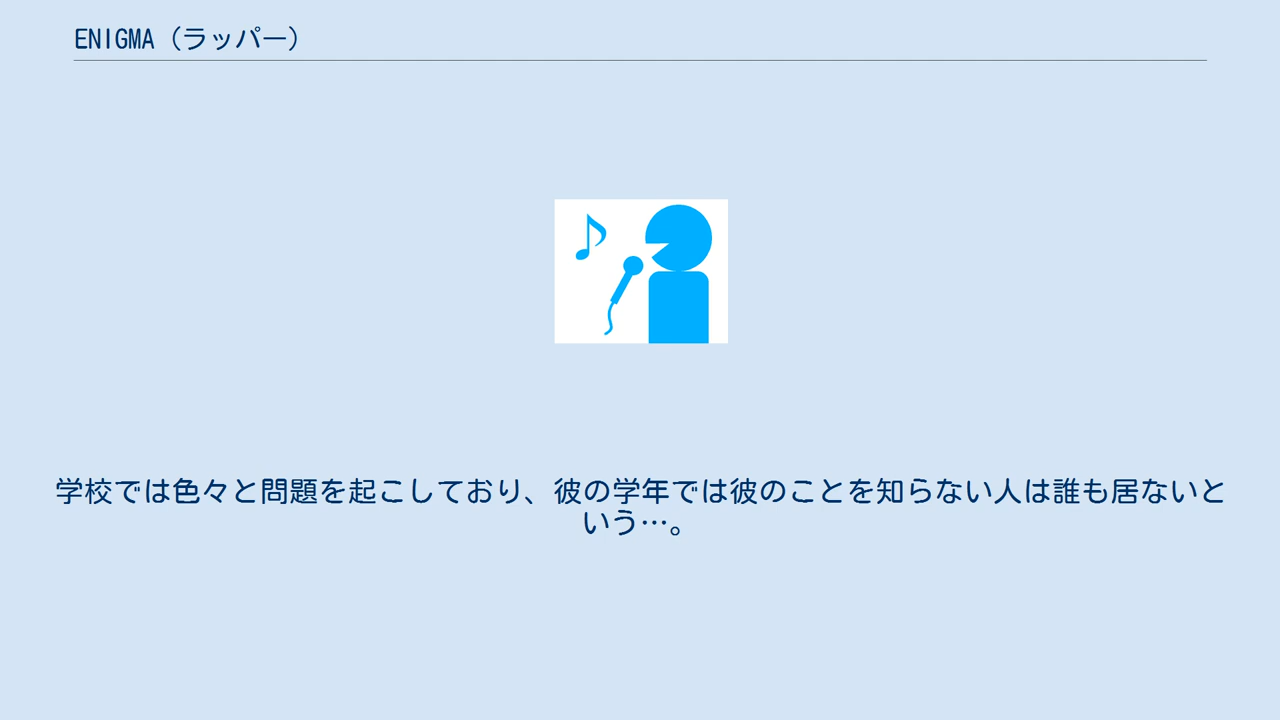 ENIGMA（ラッパー）
学校では色々と問題を起こしており、彼の学年では彼のことを知らない人は誰も居ないと
いう…。